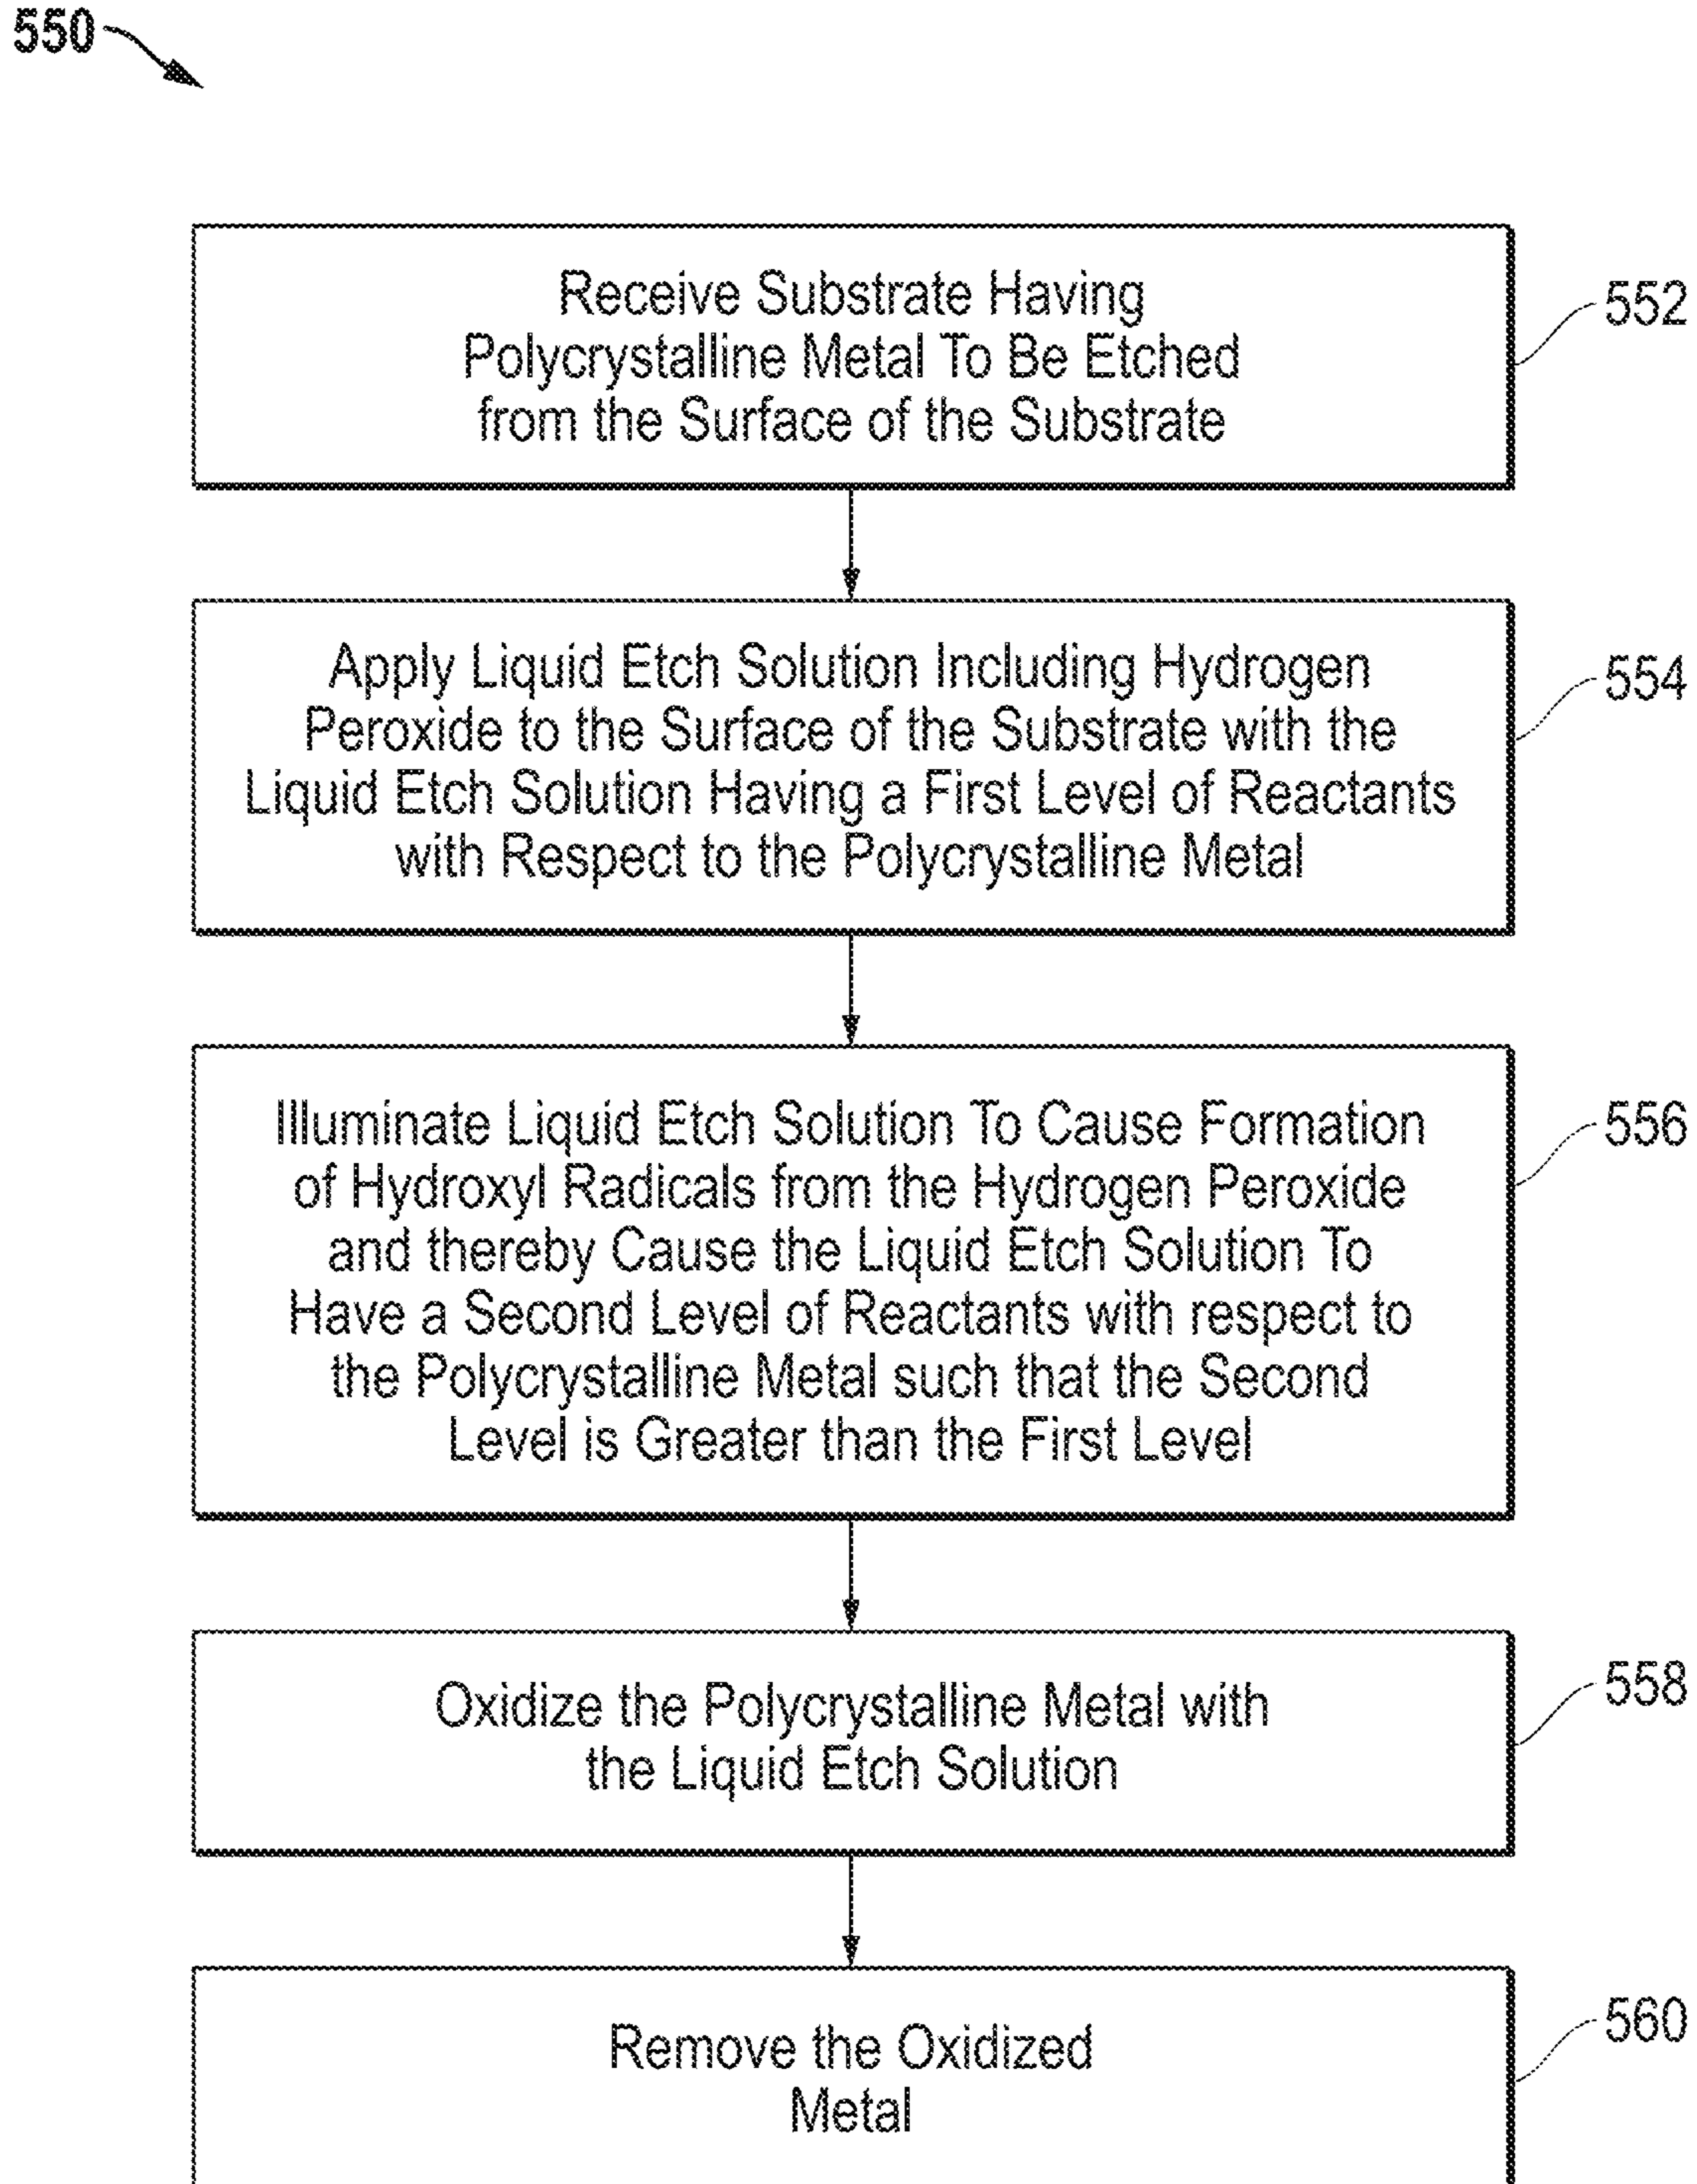 550
Receive Substrate Having
Polycrystalline Metal To Be Etched
from the Surface of the Substrate
552
Apply Liquid Etch Solution Including Hydrogen
Peroxide to the Surface of the Substrate with the
Liquid Etch Solution Having a First Level of Reactants
with Respect to the Polycrystalline Metal
554
Illuminate Liquid Etch Solution To Cause Formation
of Hydroxyl Radicals from the Hydrogen Peroxide
and thereby Cause the Liquid Etch Solution To
Have a Second Level of Reactants with respect to
the Polycrystalline Metal such that the Second
Level is Greater than the First Level
556
Oxidize the Polycrystalline Metal with
the Liquid Etch Solution
558
Remove the Oxidized
Metal
560